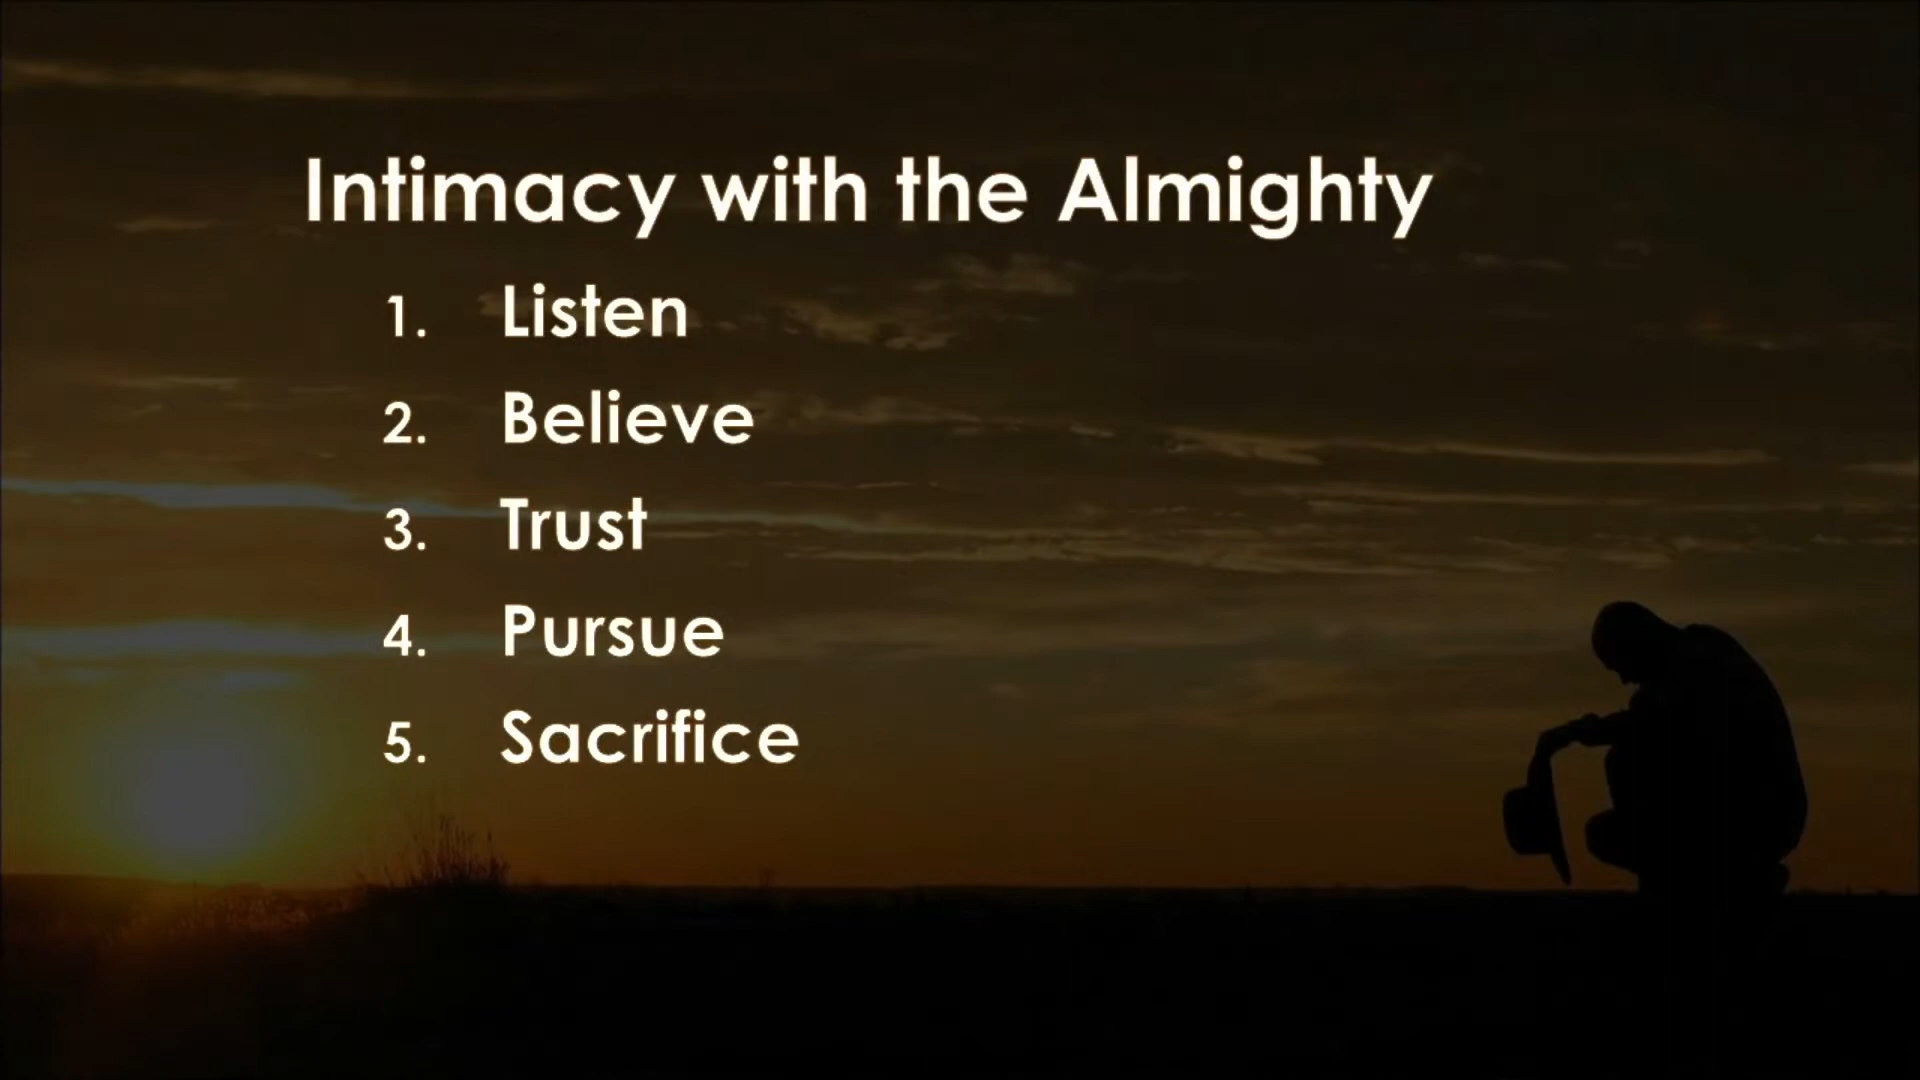 Intimacy with the Almighty
1. Listen
2. Believe
3. Trust
4. Pursue
5. Sacrifice